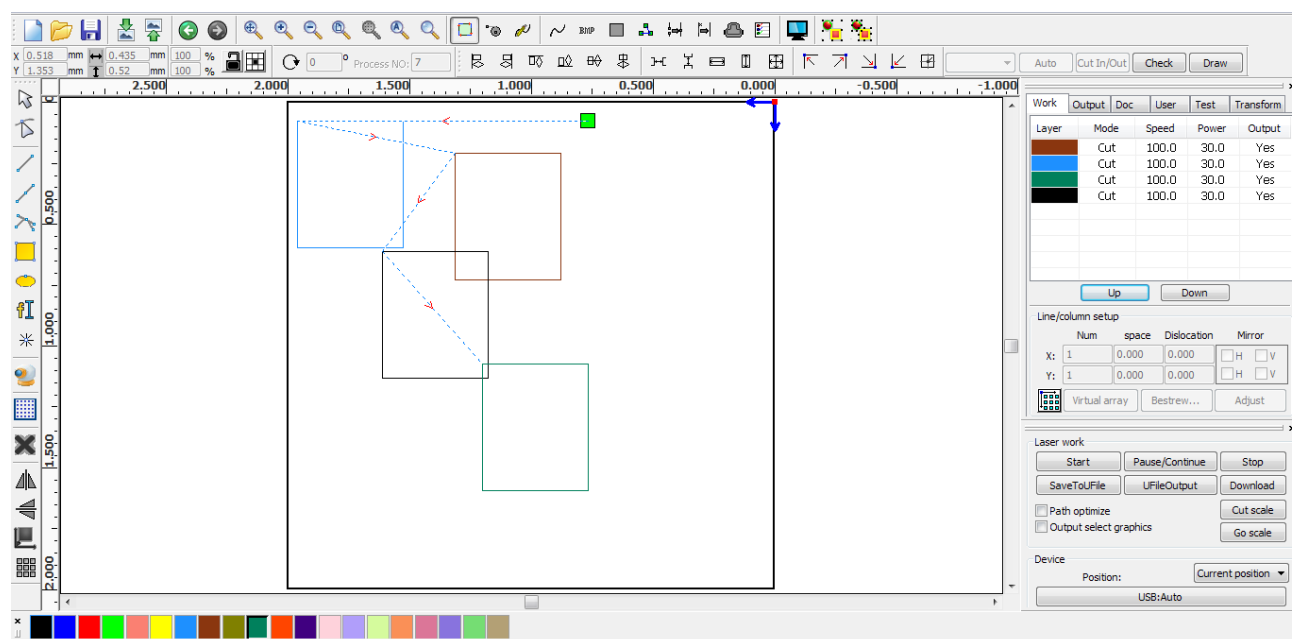 BMP
X 0.518 mm 0.435 mm 100 %
Y 1.353 mm 0.52 mm 100 %
0 ° Process NO: 7
Auto Cut In/Out Check Draw
2.500 2.000 1.500 1.000 0.500 0.000 -0.500 -1.000
0
0.500
1.000
1.500
2.000
Work Output Doc User Test Transform
Layer Mode Speed Power Output
Cut 100.0 30.0 Yes
Cut 100.0 30.0 Yes
Cut 100.0 30.0 Yes
Cut 100.0 30.0 Yes
Up Down
Line/column setup
Num space Dislocation Mirror
X: 1 0.000 0.000 H V
Y: 1 0.000 0.000 H V
Virtual array Bestrew... Adjust
Laser work
Start Pause/Continue Stop
SaveToUFile UFileOutput Download
Path optimize Cut scale
Output select graphics
Go scale
Device
Position: Current position
USB:Auto